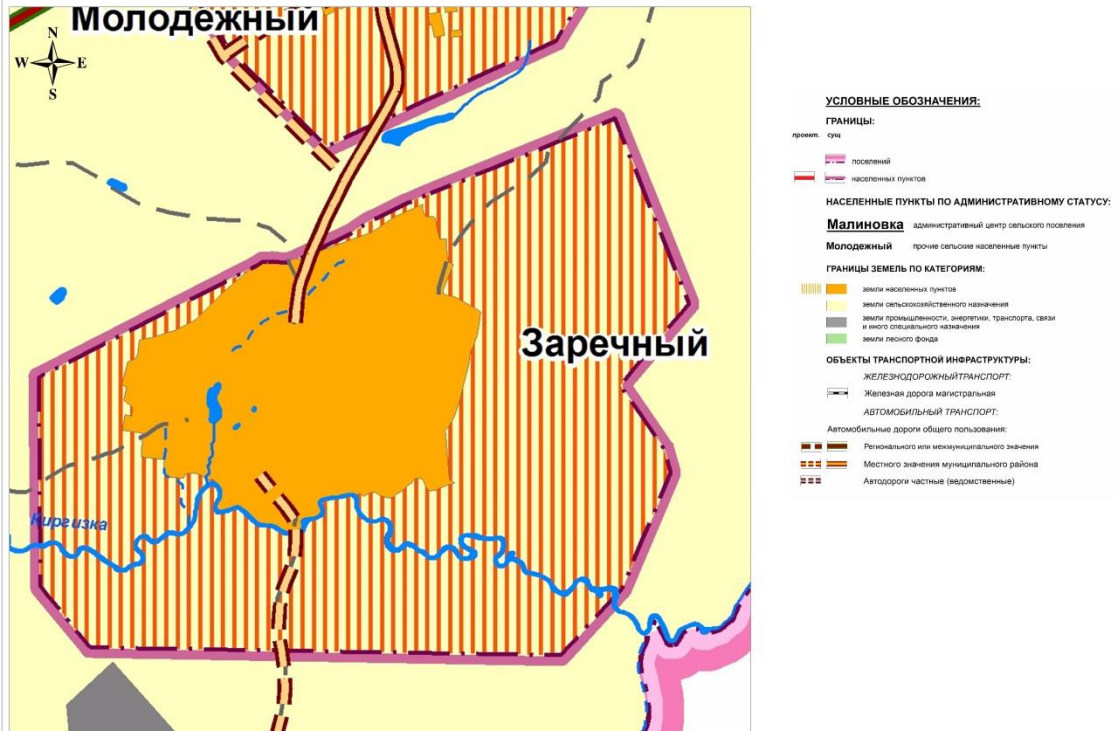 Молодежный
N
W E
S
Заречный
Киргизка
УСЛОВНЫЕ ОБОЗНАЧЕНИЯ:
ГРАНИЦЫ:
проект. сущ
поселений
населенных пунктов
НАСЕЛЕННЫЕ ПУНКТЫ ПО АДМИНИСТРАТИВНОМУ СТАТУСУ:
Малиновка административный центр сельского поселения
Молодежный прочие сельские населенные пункты
ГРАНИЦЫ ЗЕМЕЛЬ ПО КАТЕГОРИЯМ:
земли населенных пунктов
земли сельскохозяйственного назначения
земли промышленности, энергетики, транспорта, связи
и иного специального назначения
земли лесного фонда
ОБЪЕКТЫ ТРАНСПОРТНОЙ ИНФРАСТРУКТУРЫ:
ЖЕЛЕЗНОДОРОЖНЫЙТРАНСПОРТ:
Железная дорога магистральная
АВТОМОБИЛЬНЫЙ ТРАНСПОРТ:
Автомобильные дороги общего пользования:
Регионального или межмуниципального значения
Местного значения муниципального района
Автодороги частные (ведомственные)